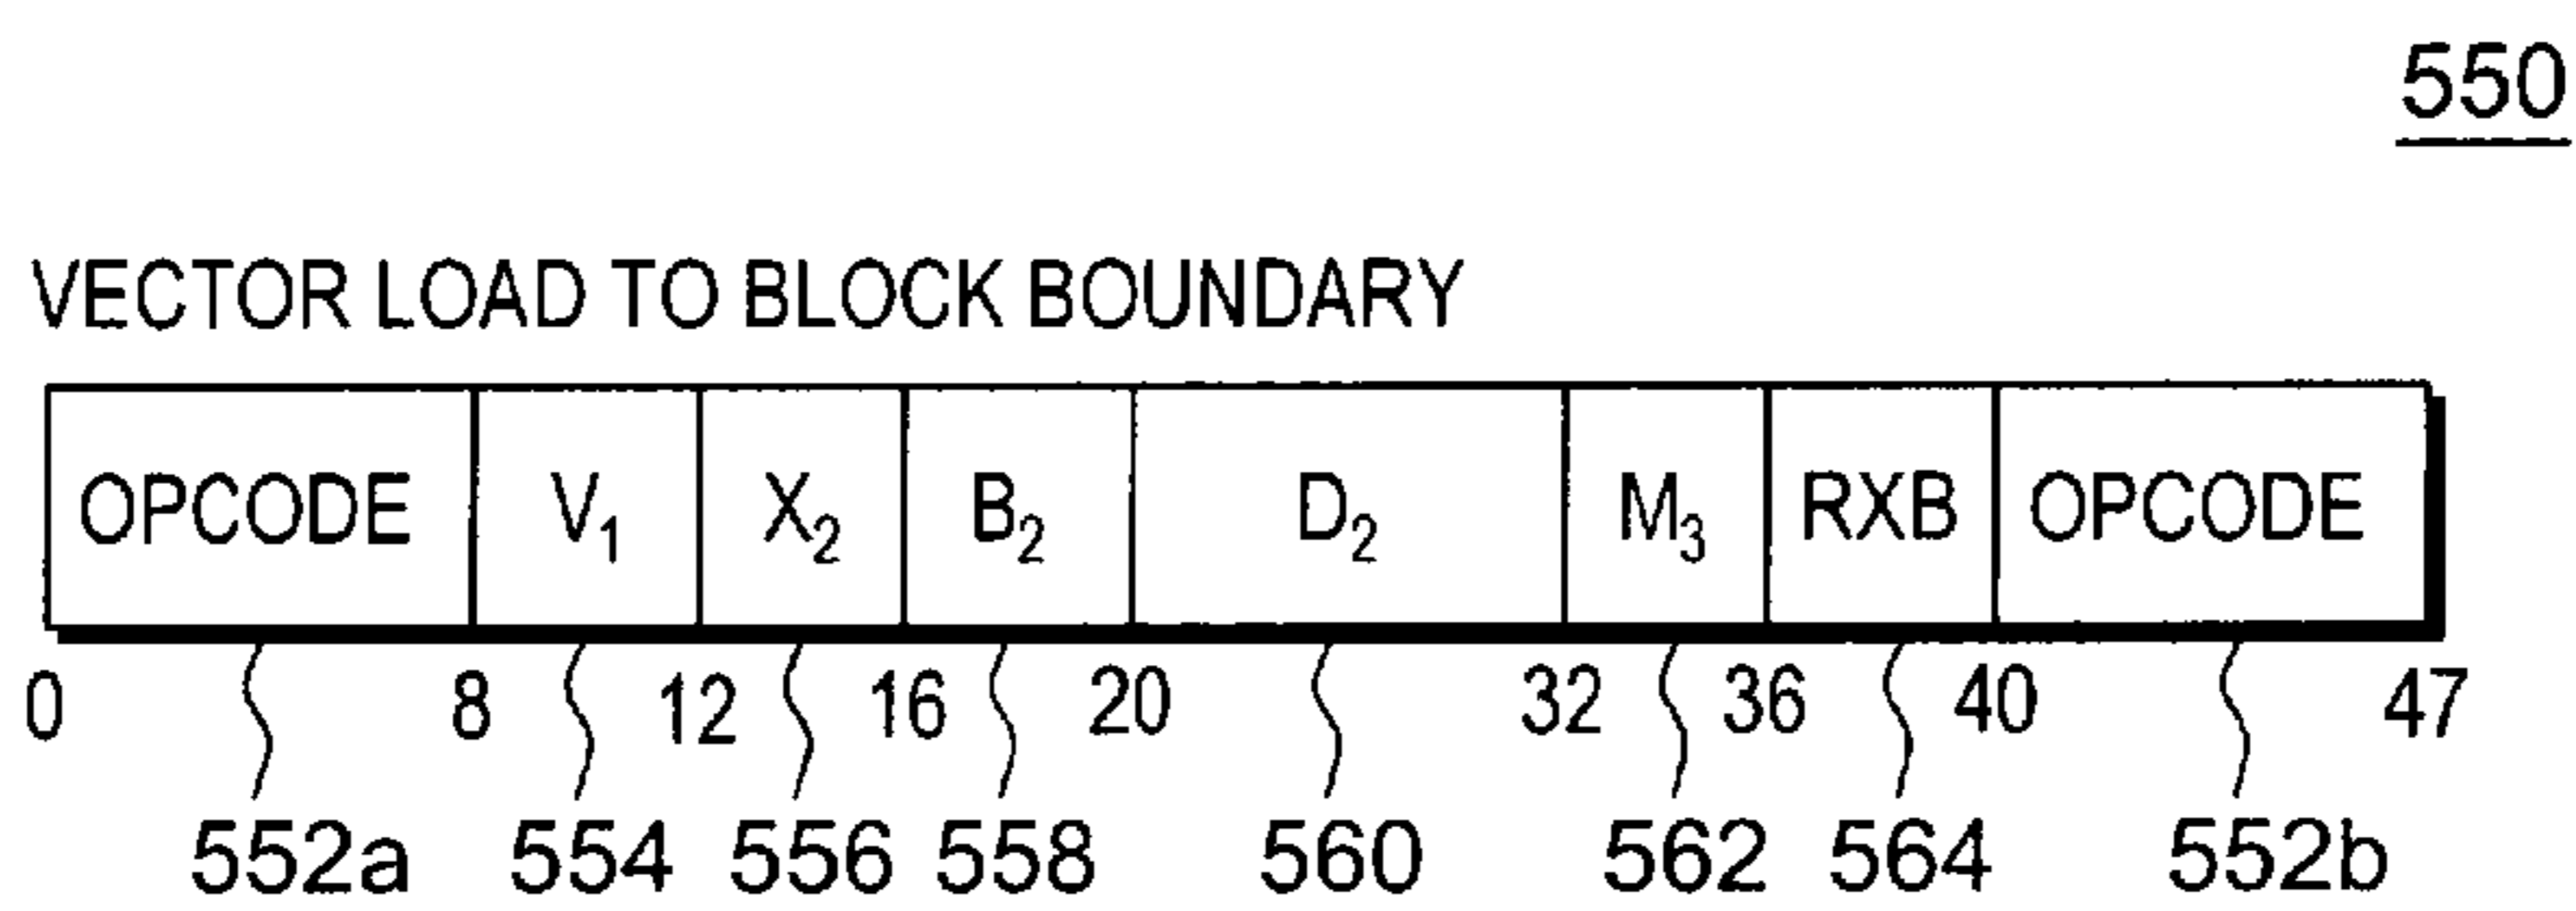 550
VECTOR LOAD TO BLOCK BOUNDARY
OPCODE V₁ X₂ B₂ D₂ M₃ RXB OPCODE
0 8 12 16 20 32 36 40 47
552a 554 556 558 560 562 564 552b